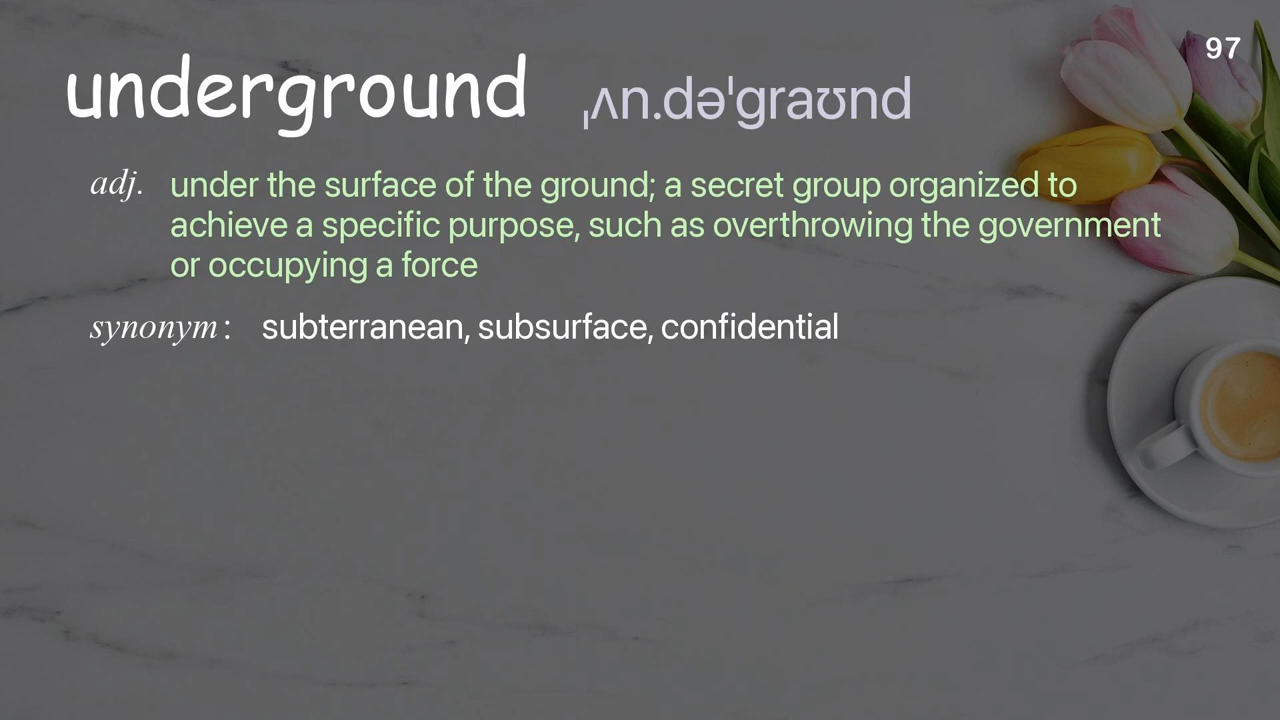 97
underground ˌʌn.dəˈɡraʊnd
adj. under the surface of the ground; a secret group organized to
achieve a specific purpose, such as overthrowing the government
or occupying a force
synonym: subterranean, subsurface, confidential